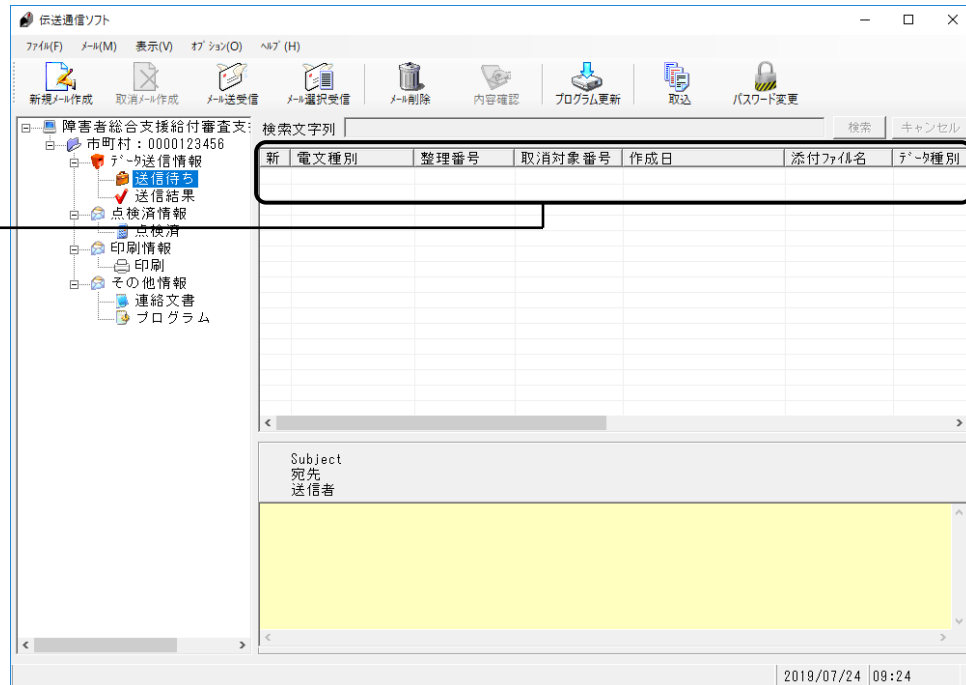 伝送通信ソフト
ﾌｧｲﾙ(F) ﾒｰﾙ(M) 表示(V) ｵﾌﾟｼｮﾝ(O) ﾍﾙﾌﾟ(H)
新規ﾒｰﾙ作成 取消ﾒｰﾙ作成 ﾒｰﾙ送受信 ﾒｰﾙ選択受信 ﾒｰﾙ削除 内容確認 ﾌﾟﾛｸﾞﾗﾑ更新 取込 ﾊﾟｽﾜｰﾄﾞ変更
検索文字列 検索 キャンセル
新 電文種別 整理番号 取消対象番号 作成日 添付ﾌｧｲﾙ名 ﾃﾞｰﾀ種別
障害者総合支援給付審査支
市町村：0000123456
ﾃﾞｰﾀ送信情報
送信待ち
送信結果
点検済情報
点検済
印刷情報
印刷
その他情報
連絡文書
プログラム
Subject
宛先
送信者
2019/07/24 09:24